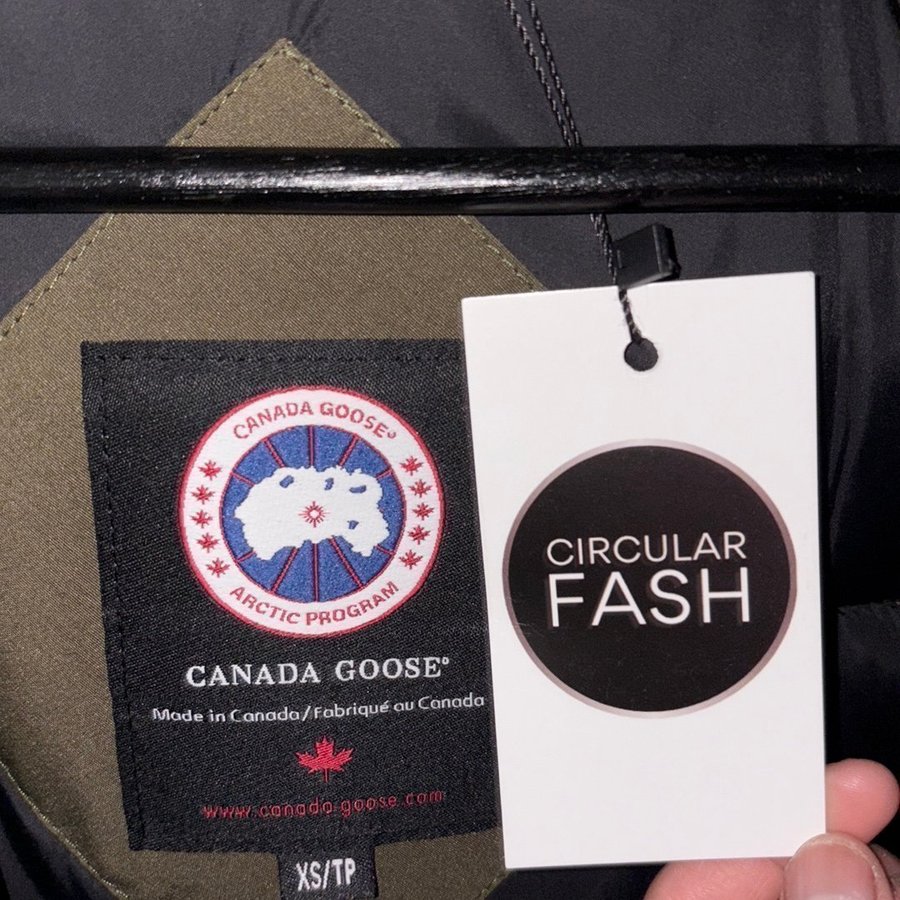 CANADA GOOSE®
ARCTIC PROGRAM
CANADA GOOSE®
Made in Canada/Fabriqué au Canada
www.canada-goose.com
XS/TP
CIRCULAR
FASH